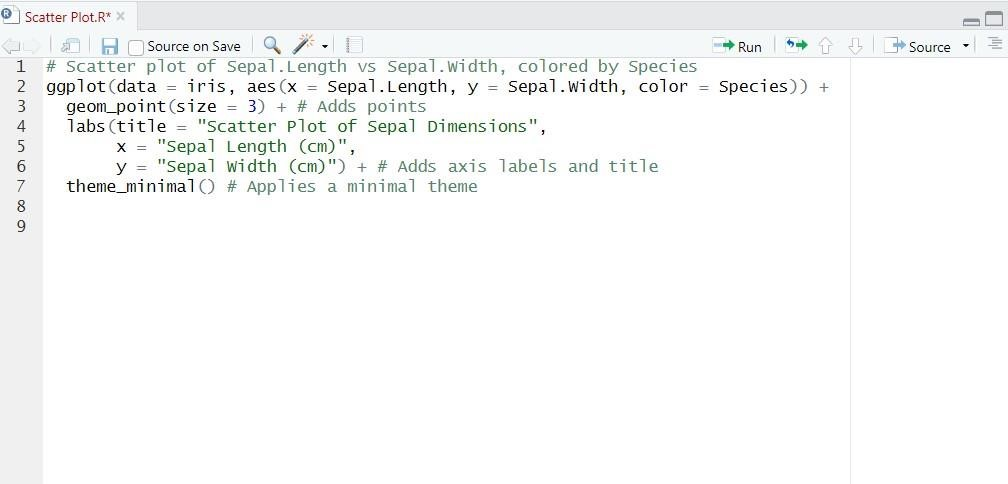 Scatter Plot.R*
Source on Save
Run
Source
1 # Scatter plot of Sepal.Length vs Sepal.Width, colored by Species
2 ggplot(data = iris, aes(x = Sepal.Length, y = Sepal.Width, color = Species)) +
3   geom_point(size = 3) + # Adds points
4   labs(title = "Scatter Plot of Sepal Dimensions",
5        x = "Sepal Length (cm)",
6        y = "Sepal Width (cm)") + # Adds axis labels and title
7   theme_minimal() # Applies a minimal theme
8
9